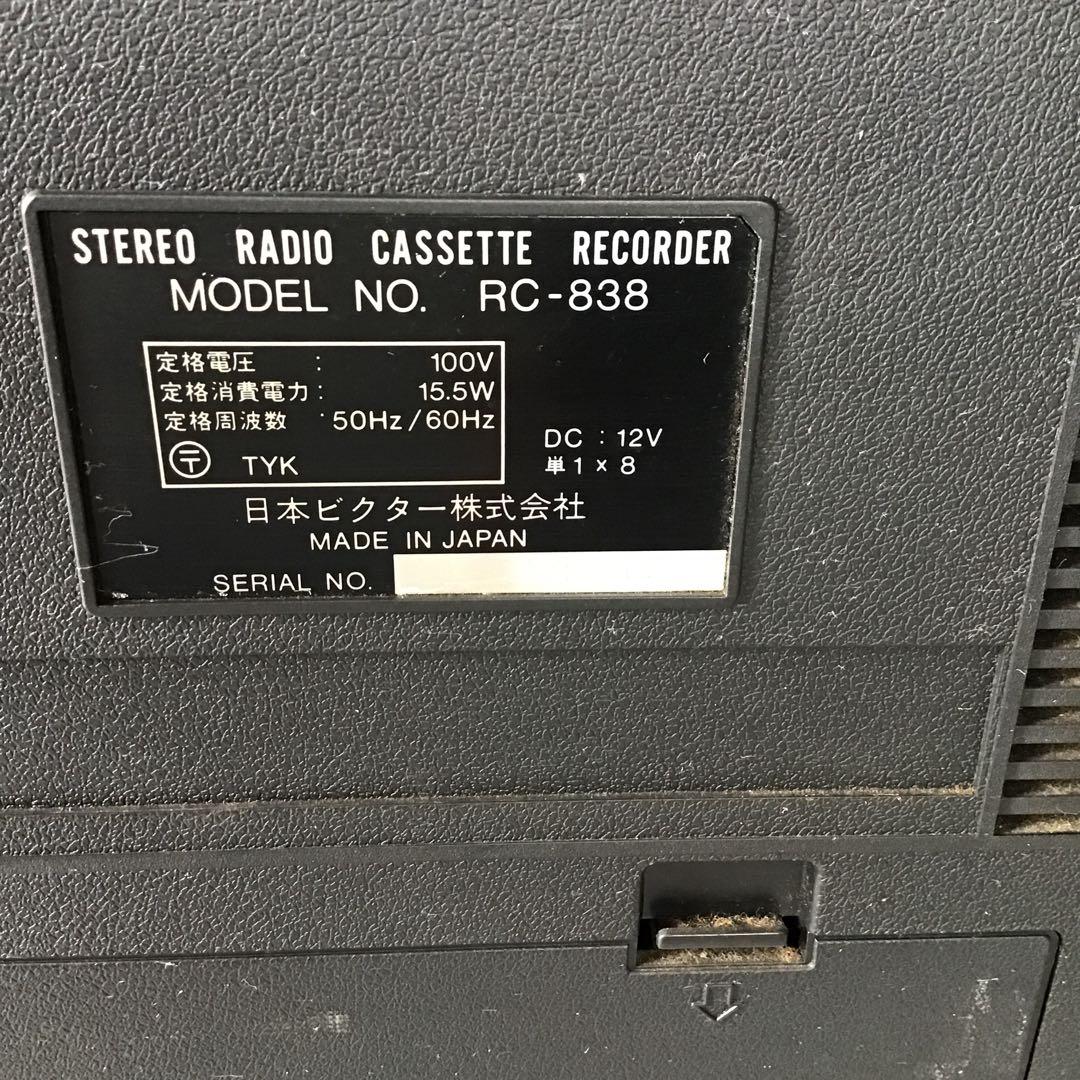 STEREO RADIO CASSETTE RECORDER
MODEL NO. RC-838
定格電圧 : 100V
定格消費電力 : 15.5W
定格周波数 : 50Hz/60Hz
〒 TYK
DC : 12V
単1×8
日本ビクター株式会社
MADE IN JAPAN
SERIAL NO.